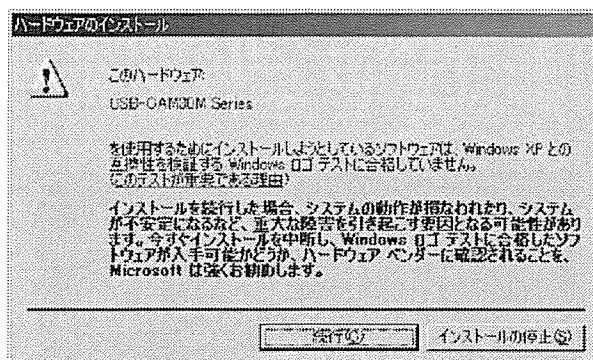 ハードウェアのインストール
このハードウェア:
USB-CAM30M Series
を使用するためにインストールしようとしているソフトウェアは、Windows XP との
互換性を検証する Windows ロゴ テストに合格していません。
(このテストが重要である理由)
インストールを続行した場合、システムの動作が損なわれたり、システム
が不安定になるなど、重大な障害を引き起こす要因となる可能性があり
ます。今すぐインストールを中断し、Windows ロゴ テストに合格したソフ
トウェアが入手可能かどうか、ハードウェア ベンダーに確認されることを、
Microsoft は強くお勧めします。
続行(C)
インストールの停止(S)